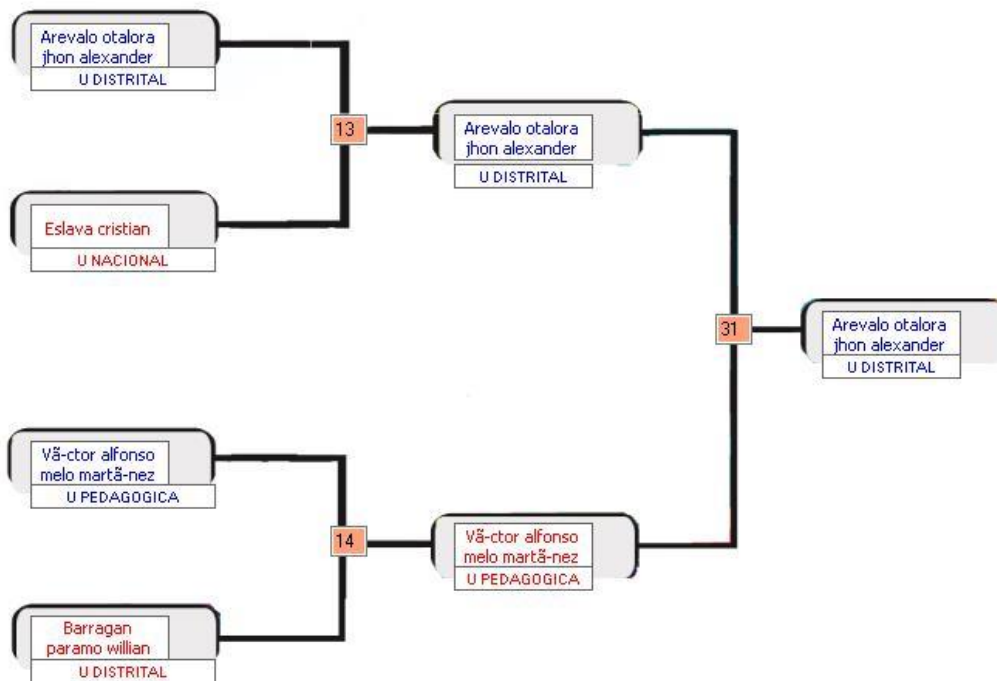 Arevalo otalora
jhon alexander
U DISTRITAL
13
Eslava cristian
U NACIONAL
Arevalo otalora
jhon alexander
U DISTRITAL
31
Arevalo otalora
jhon alexander
U DISTRITAL
Vã-ctor alfonso
melo martã-nez
U PEDAGOGICA
14
Barragan
paramo willian
U DISTRITAL
Vã-ctor alfonso
melo martã-nez
U PEDAGOGICA